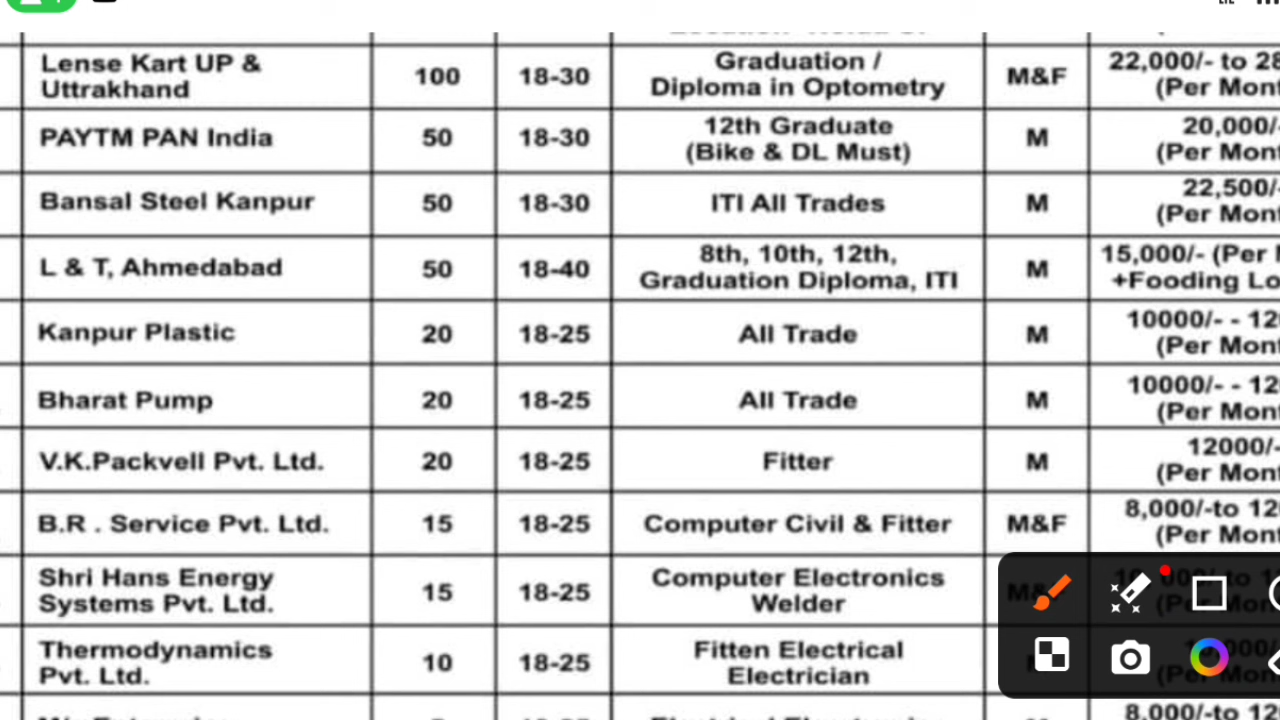 Lense Kart UP &
Uttrakhand
100
18-30
Graduation /
Diploma in Optometry
M&F
22,000/- to 28
(Per Mont
PAYTM PAN India
50
18-30
12th Graduate
(Bike & DL Must)
M
20,000/-
(Per Mont
Bansal Steel Kanpur
50
18-30
ITI All Trades
M
22,500/-
(Per Mont
L & T, Ahmedabad
50
18-40
8th, 10th, 12th,
Graduation Diploma, ITI
M
15,000/- (Per
+Fooding Lo
Kanpur Plastic
20
18-25
All Trade
M
10000/- - 120
(Per Mont
Bharat Pump
20
18-25
All Trade
M
10000/- - 120
(Per Mont
V.K.Packvell Pvt. Ltd.
20
18-25
Fitter
M
12000/-
(Per Mont
B.R . Service Pvt. Ltd.
15
18-25
Computer Civil & Fitter
M&F
8,000/-to 120
(Per Mont
Shri Hans Energy
Systems Pvt. Ltd.
15
18-25
Computer Electronics
Welder
Thermodynamics
Pvt. Ltd.
10
18-25
Fitten Electrical
Electrician
8,000/-to 12